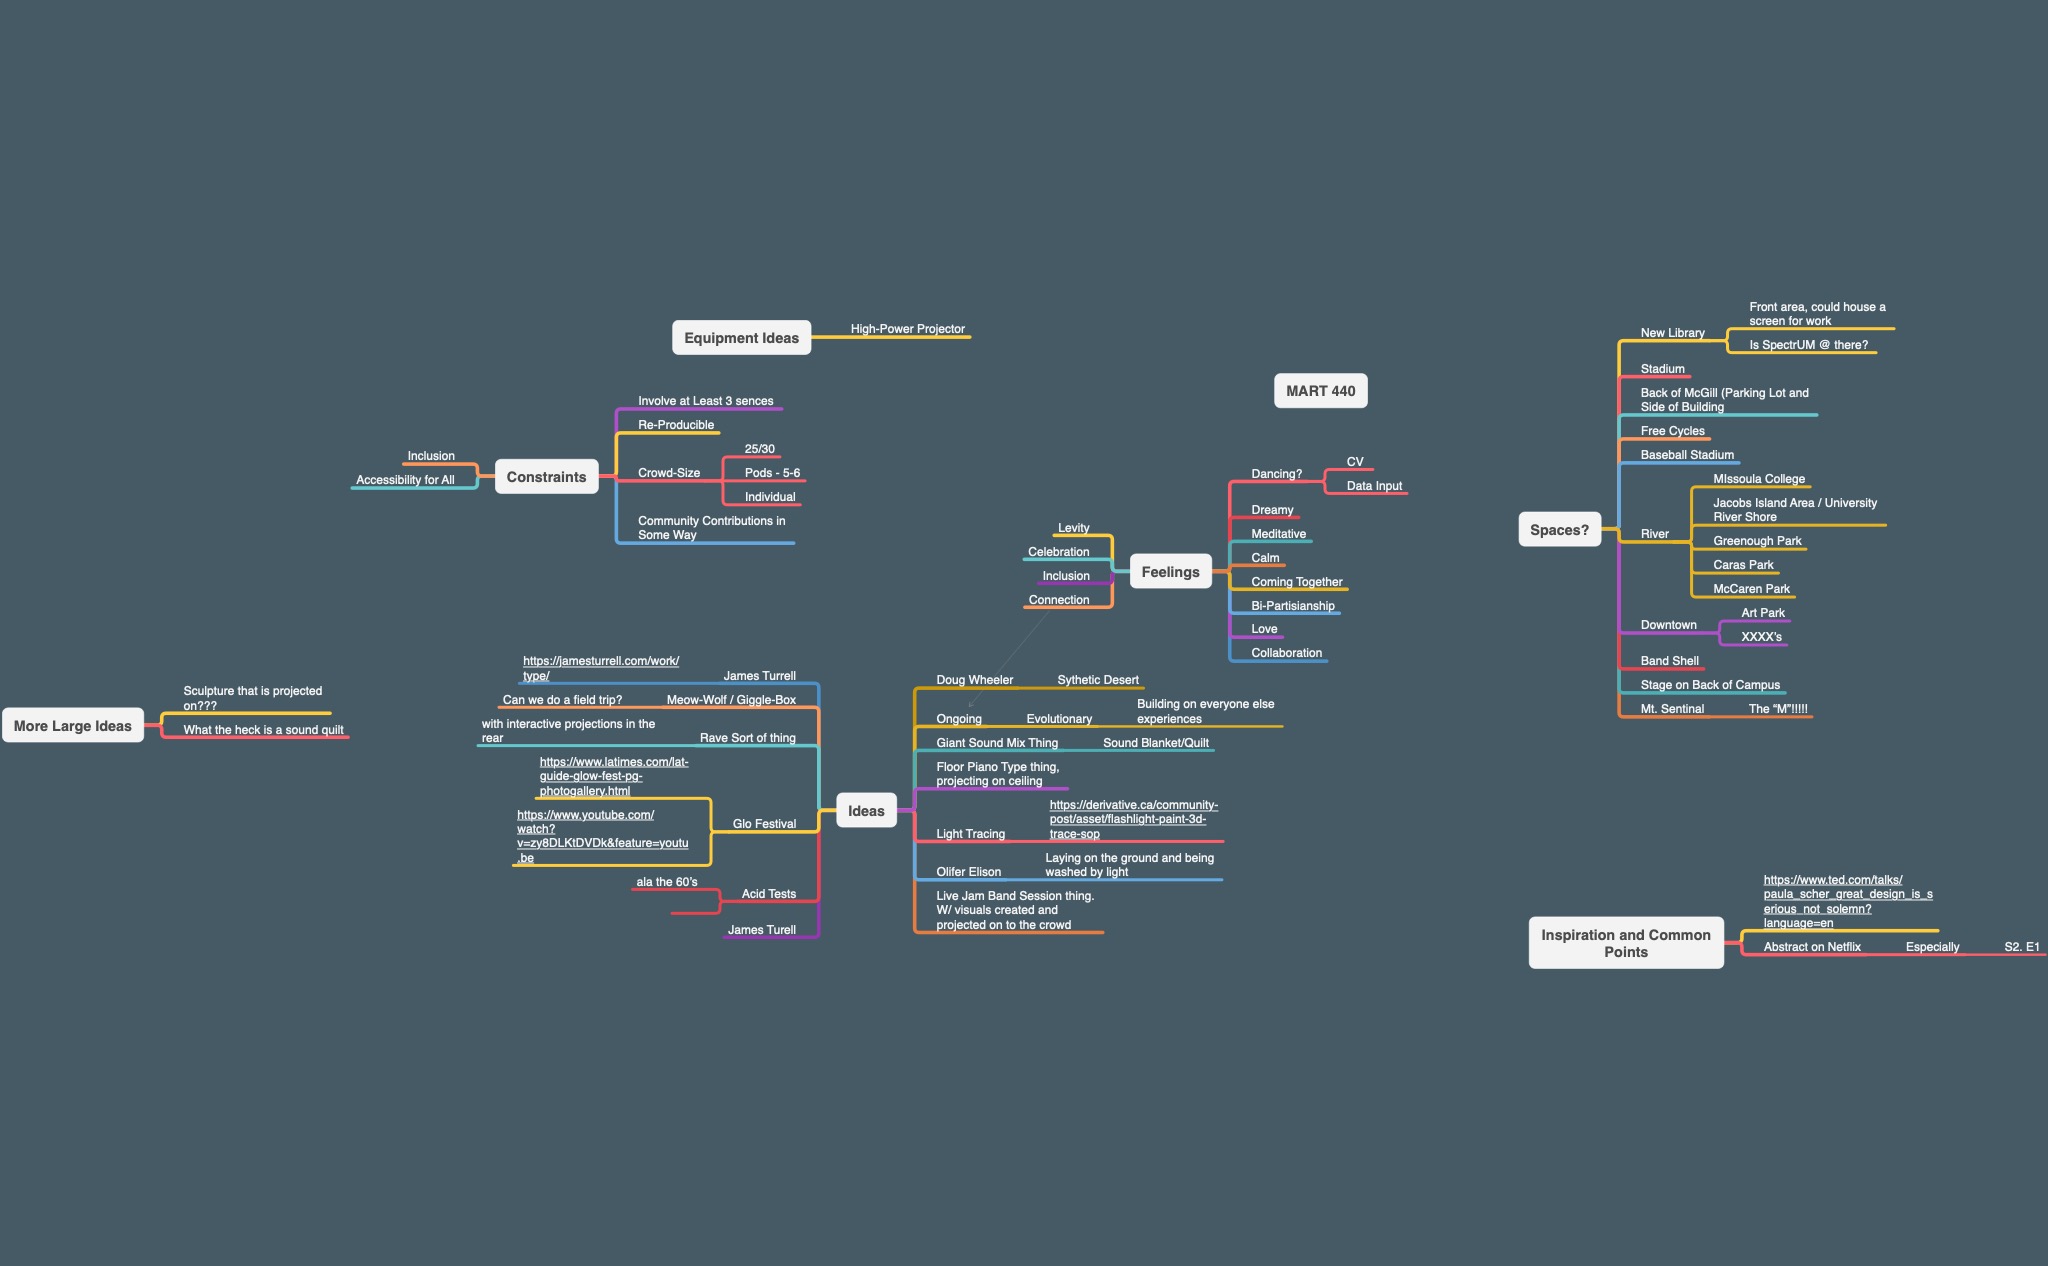 Equipment Ideas
High-Power Projector
MART 440
Constraints
Inclusion
Accessibility for All
Involve at Least 3 sences
Re-Producible
Crowd-Size
25/30
Pods - 5-6
Individual
Community Contributions in
Some Way
Feelings
Levity
Celebration
Inclusion
Connection
Dancing?
CV
Data Input
Dreamy
Meditative
Calm
Coming Together
Bi-Partisianship
Love
Collaboration
Spaces?
New Library
Front area, could house a
screen for work
Is SpectrUM @ there?
Stadium
Back of McGill (Parking Lot and
Side of Building
Free Cycles
Baseball Stadium
River
MIssoula College
Jacobs Island Area / University
River Shore
Greenough Park
Caras Park
McCaren Park
Downtown
Art Park
XXXX's
Band Shell
Stage on Back of Campus
Mt. Sentinal
The “M”!!!!!
More Large Ideas
Sculpture that is projected
on???
What the heck is a sound quilt
Ideas
https://jamesturrell.com/work/
type/
James Turrell
Can we do a field trip?
Meow-Wolf / Giggle-Box
with interactive projections in the
rear
Rave Sort of thing
https://www.latimes.com/lat-
guide-glow-fest-pg-
photogallery.html
https://www.youtube.com/
watch?
v=zy8DLKtDVDk&feature=youtu
.be
Glo Festival
ala the 60's
Acid Tests
James Turell
Doug Wheeler
Sythetic Desert
Ongoing
Evolutionary
Building on everyone else
experiences
Giant Sound Mix Thing
Sound Blanket/Quilt
Floor Piano Type thing,
projecting on ceiling
Light Tracing
https://derivative.ca/community-
post/asset/flashlight-paint-3d-
trace-sop
Olifer Elison
Laying on the ground and being
washed by light
Live Jam Band Session thing.
W/ visuals created and
projected on to the crowd
Inspiration and Common
Points
https://www.ted.com/talks/
paula_scher_great_design_is_s
erious_not_solemn?
language=en
Abstract on Netflix
Especially
S2. E1